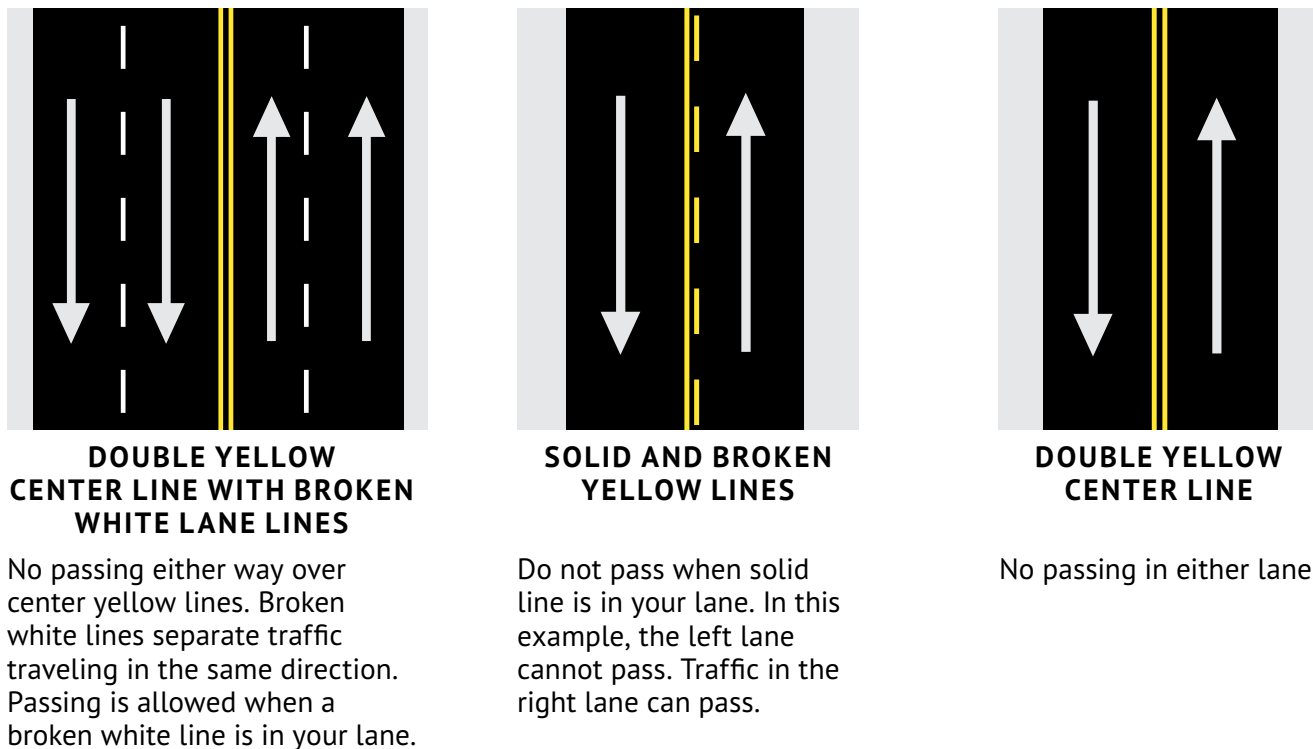 DOUBLE YELLOW
CENTER LINE WITH BROKEN
WHITE LANE LINES
No passing either way over
center yellow lines. Broken
white lines separate traffic
traveling in the same direction.
Passing is allowed when a
broken white line is in your lane.
SOLID AND BROKEN
YELLOW LINES
Do not pass when solid
line is in your lane. In this
example, the left lane
cannot pass. Traffic in the
right lane can pass.
DOUBLE YELLOW
CENTER LINE
No passing in either lane